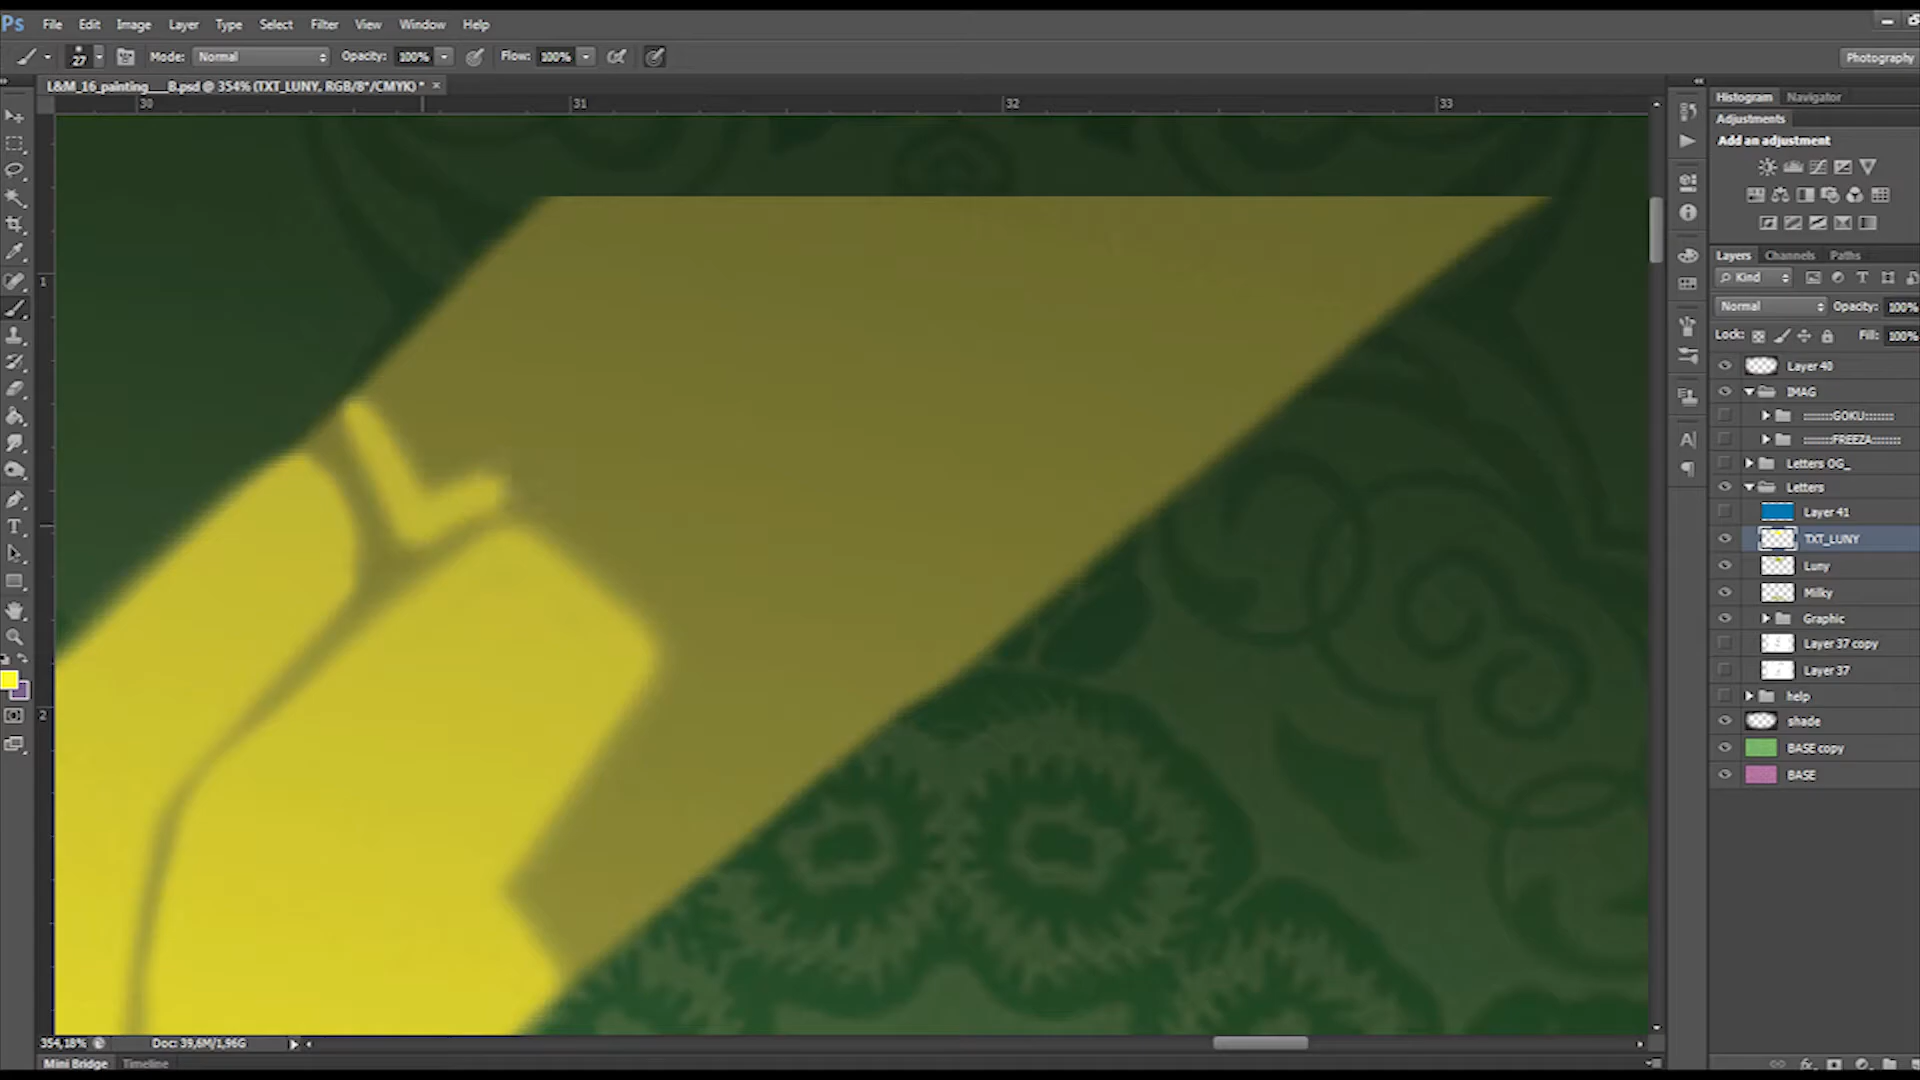 Ps File Edit Image Layer Type Select Filter View Window Help
27 Mode: Normal Opacity: 100% Flow: 100% Photography
L&M_16_painting___B.psd @ 354% (TXT_LUNY, RGB/8*/CMYK) * ×
30 31 32 33
Histogram Navigator
Adjustments
Add an adjustment
1
Layers Channels Paths
Kind
Normal Opacity: 100%
Lock: Fill: 100%
Layer 40
IMAG
::::::::GOKU:::::::
::::::::FREEZA:::::::
Letters OG_
Letters
Layer 41
TXT_LUNY
Luny
Milky
Graphic
Layer 37 copy
Layer 37
help
2
shade
BASE copy
BASE
354,18% Doc: 39,6M/1,96G
Mini Bridge Timeline